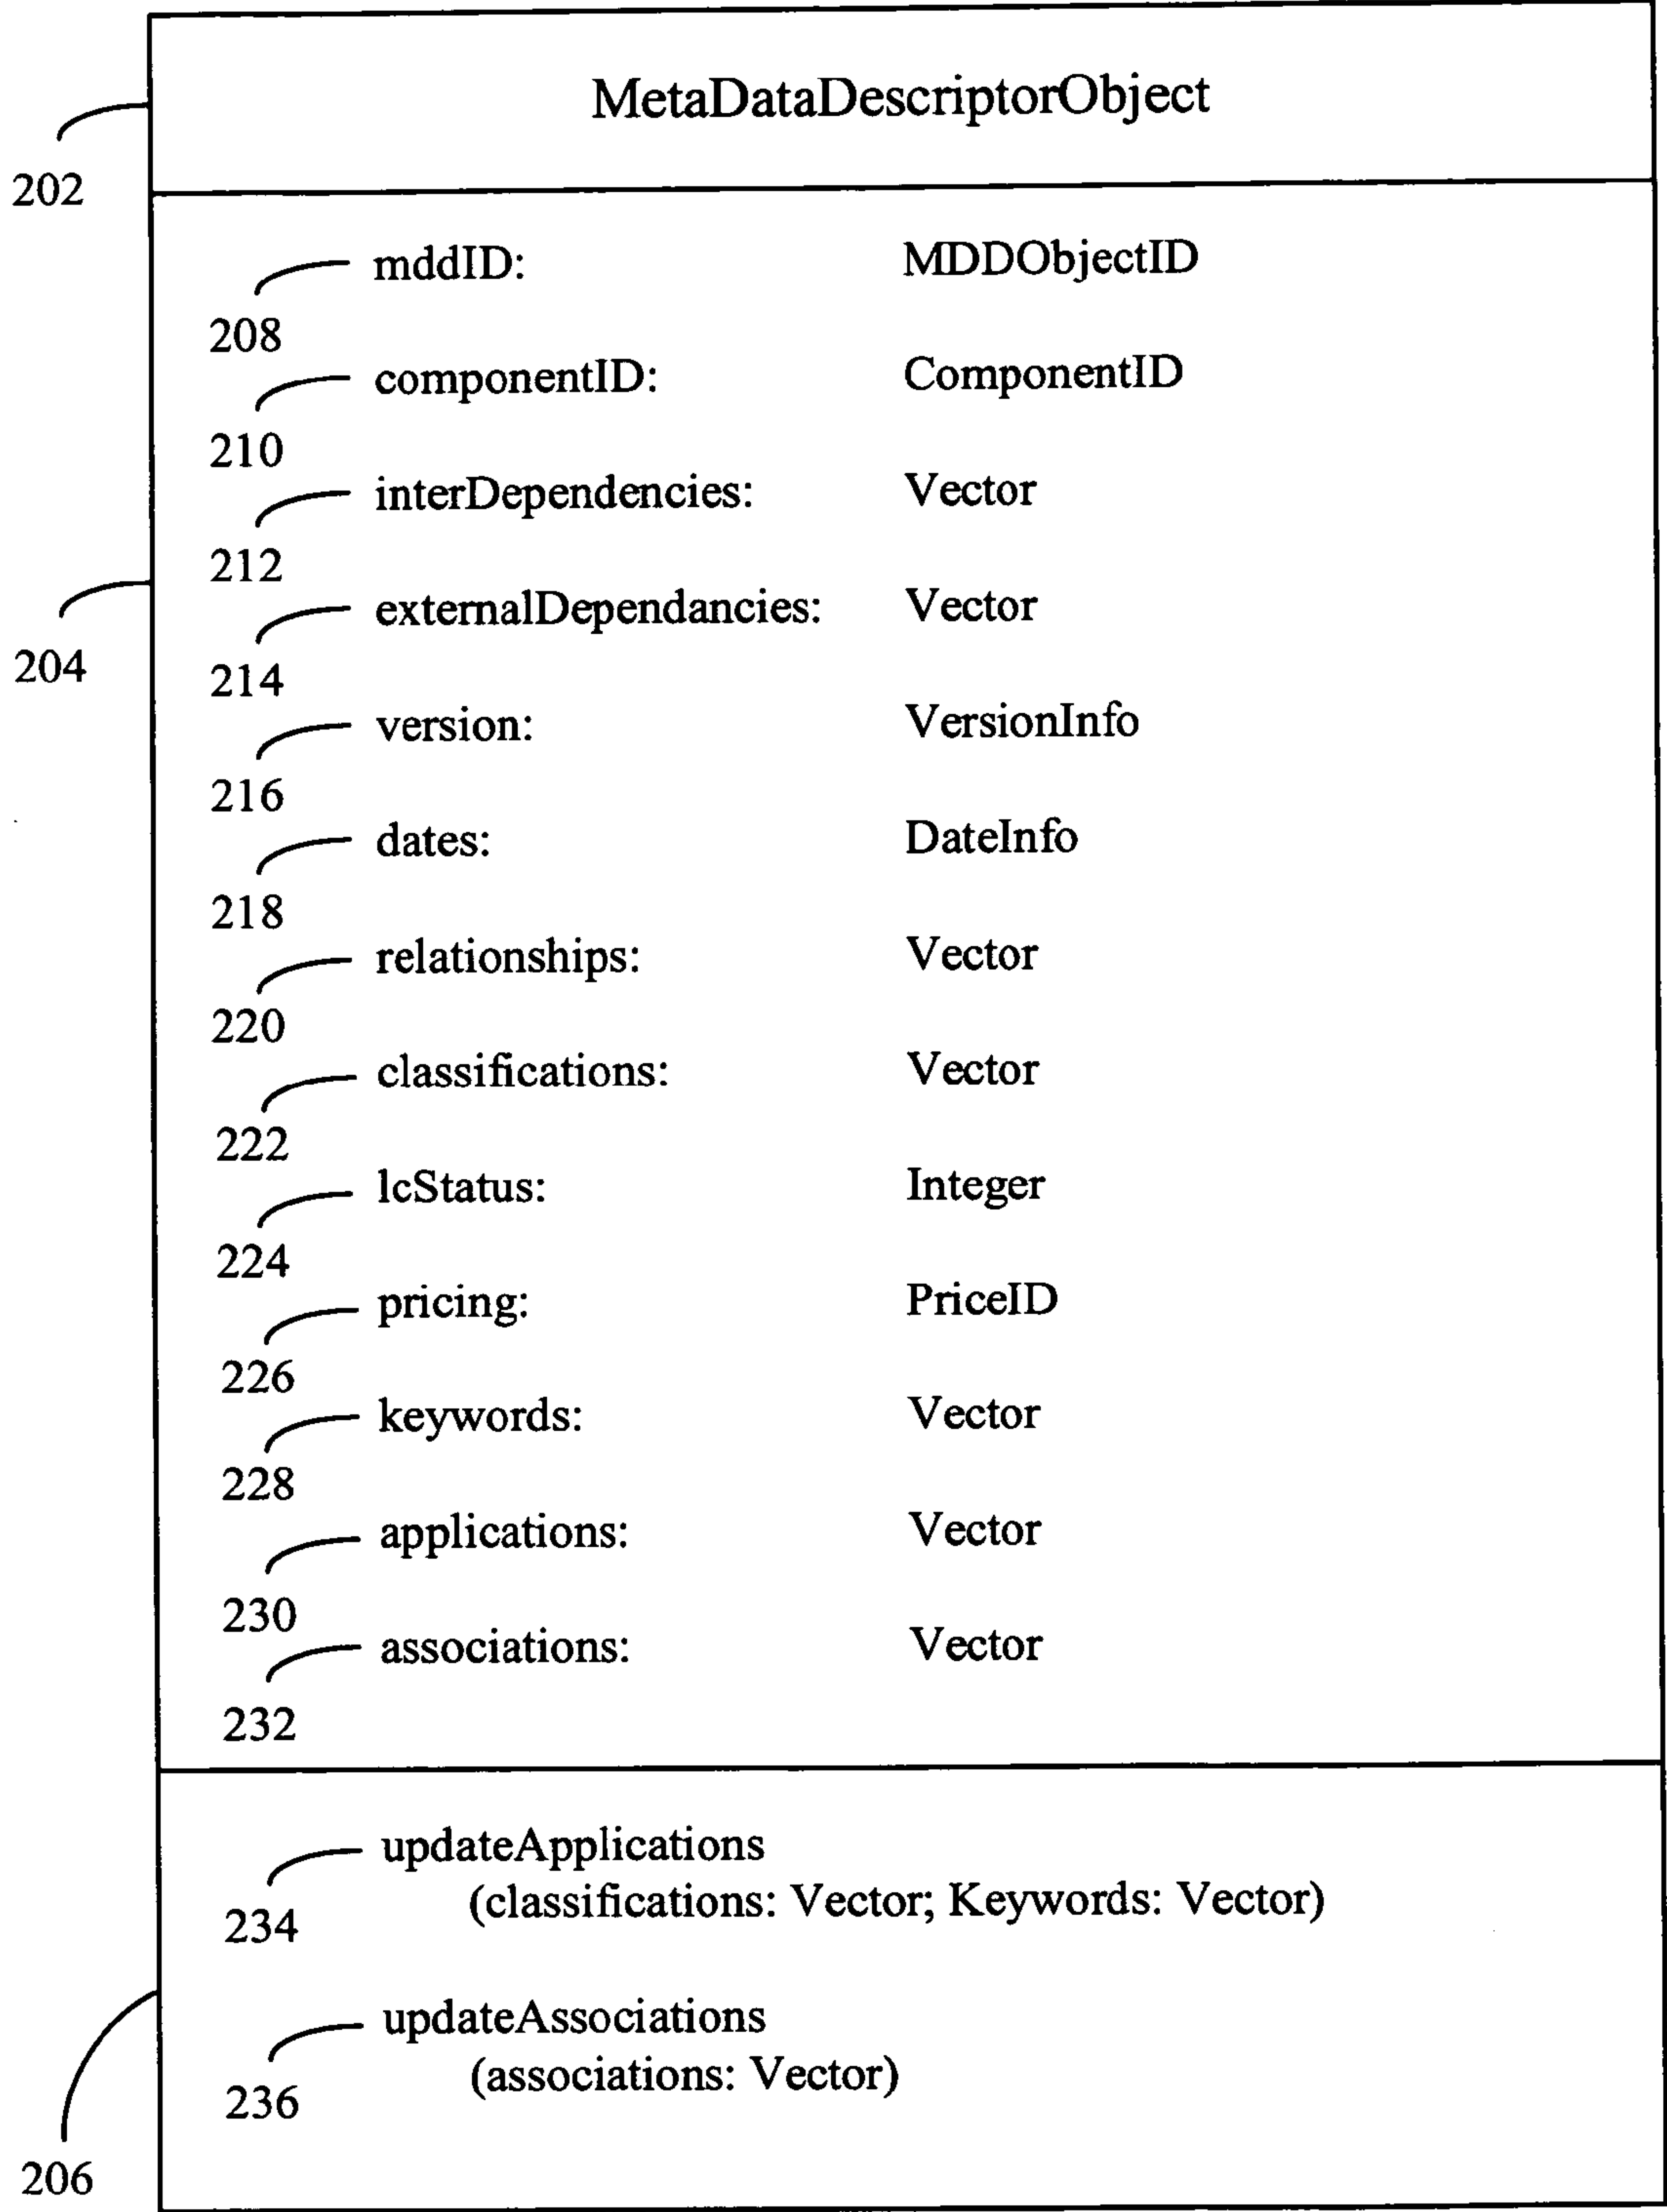 MetaDataDescriptorObject
202
mddID: MDDObjectID
208
componentID: ComponentID
210
interDependencies: Vector
212
externalDependancies: Vector
204
214
version: VersionInfo
216
dates: DateInfo
218
relationships: Vector
220
classifications: Vector
222
lcStatus: Integer
224
pricing: PriceID
226
keywords: Vector
228
applications: Vector
230
associations: Vector
232
updateApplications
(classifications: Vector; Keywords: Vector)
234
updateAssociations
(associations: Vector)
236
206